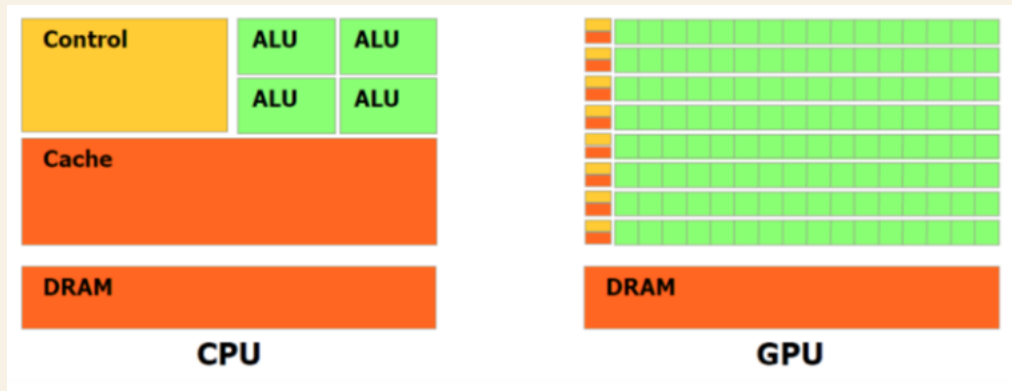 Control
ALU ALU
ALU ALU
Cache
DRAM
CPU
DRAM
GPU